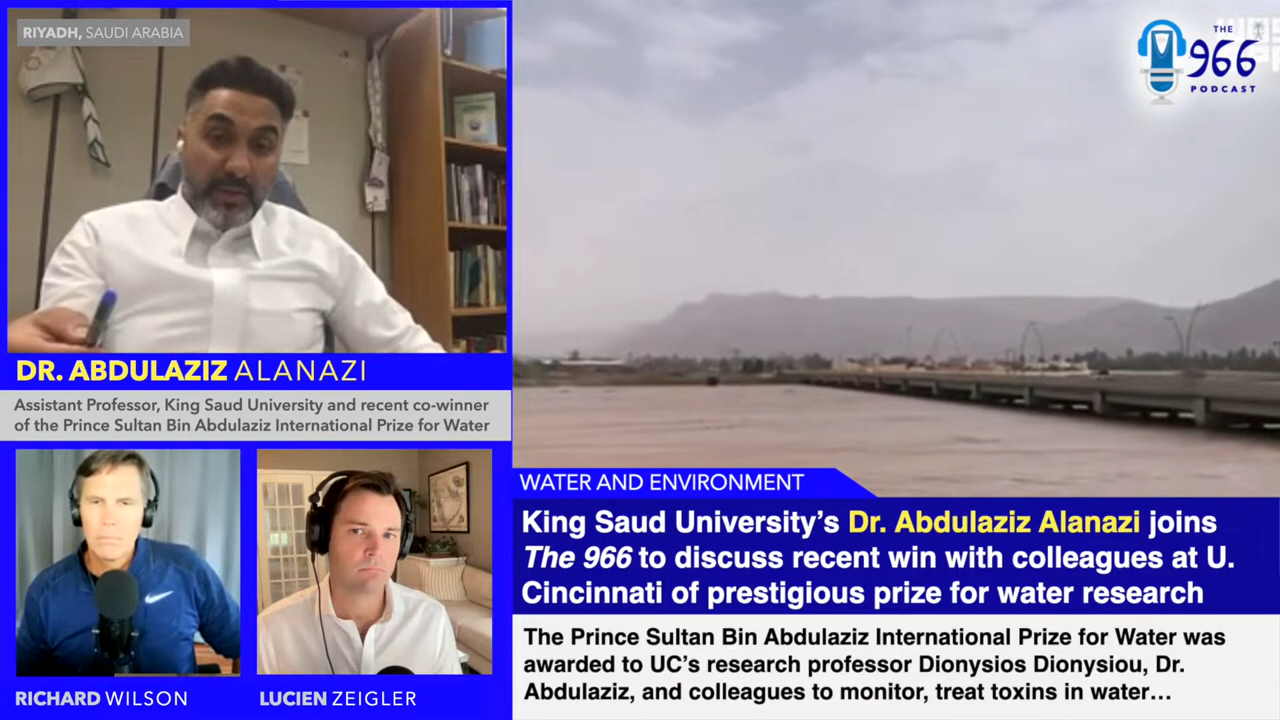 RIYADH, SAUDI ARABIA
THE
966
PODCAST
DR. ABDULAZIZ ALANAZI
Assistant Professor, King Saud University and recent co-winner
of the Prince Sultan Bin Abdulaziz International Prize for Water
RICHARD WILSON
LUCIEN ZEIGLER
WATER AND ENVIRONMENT
King Saud University’s Dr. Abdulaziz Alanazi joins
The 966 to discuss recent win with colleagues at U.
Cincinnati of prestigious prize for water research
The Prince Sultan Bin Abdulaziz International Prize for Water was
awarded to UC’s research professor Dionysios Dionysiou, Dr.
Abdulaziz, and colleagues to monitor, treat toxins in water…